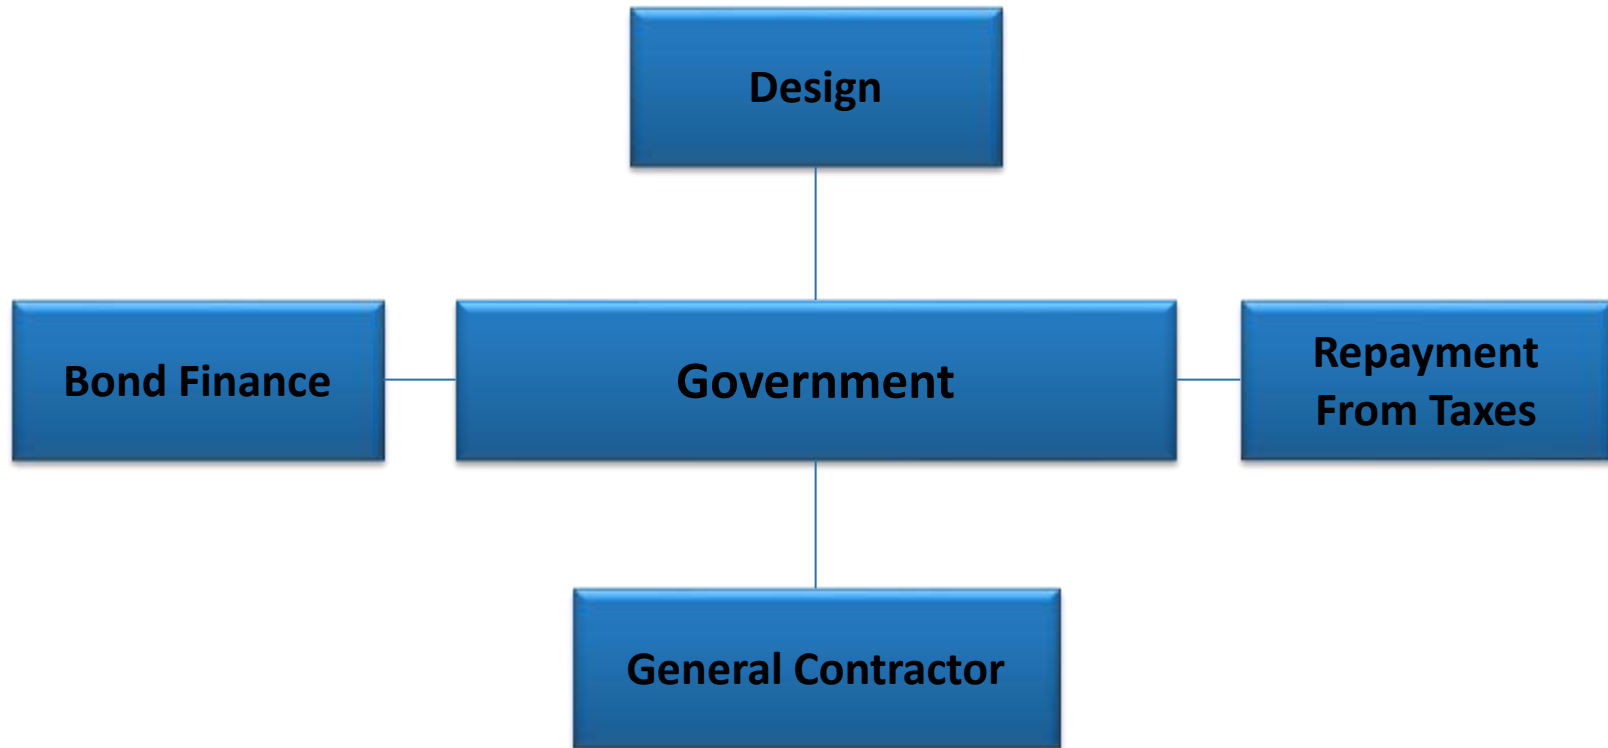 Design
Bond Finance
Government
Repayment
From Taxes
General Contractor